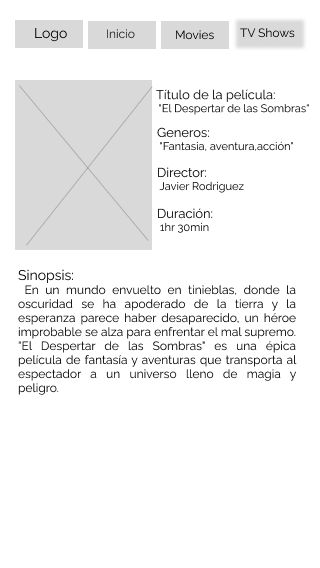 Logo
Inicio
Movies
TV Shows
Título de la película:
"El Despertar de las Sombras"
Generos:
"Fantasia, aventura,acción"
Director:
Javier Rodriguez
Duración:
1hr 30min
Sinopsis:
En un mundo envuelto en tinieblas, donde la
oscuridad se ha apoderado de la tierra y la
esperanza parece haber desaparecido, un héroe
improbable se alza para enfrentar el mal supremo.
"El Despertar de las Sombras" es una épica
película de fantasía y aventuras que transporta al
espectador a un universo lleno de magia y
peligro.